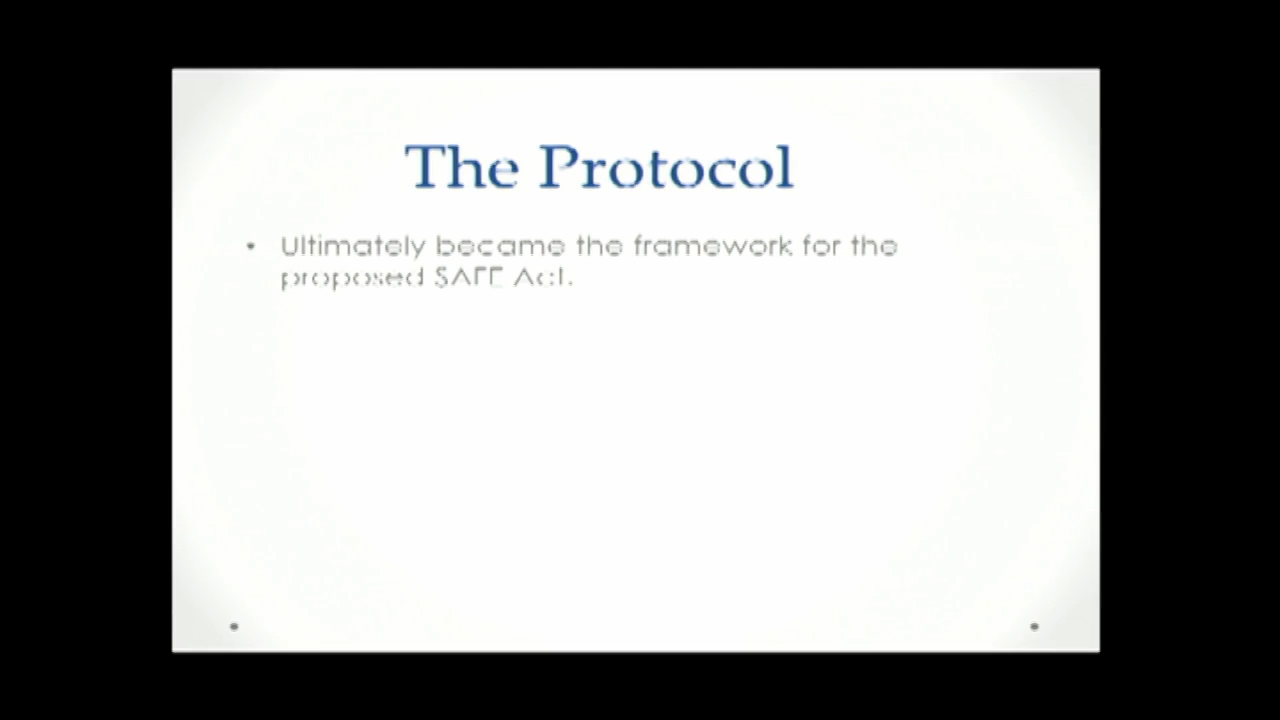 The Protocol
• Ultimately became the framework for the
proposed SAFE Act.